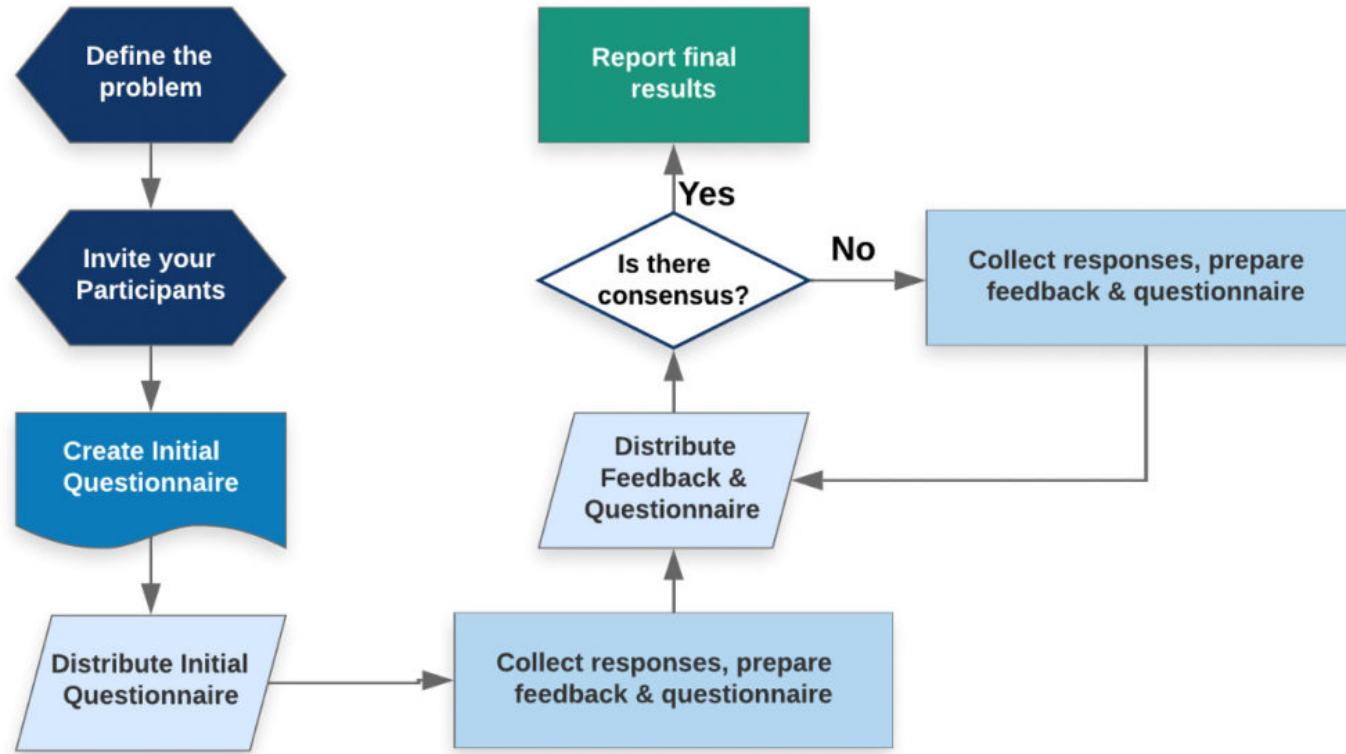 Define the
problem
Invite your
Participants
Create Initial
Questionnaire
Distribute Initial
Questionnaire
Collect responses, prepare
feedback & questionnaire
Distribute
Feedback &
Questionnaire
Is there
consensus?
Yes
Report final
results
No
Collect responses, prepare
feedback & questionnaire